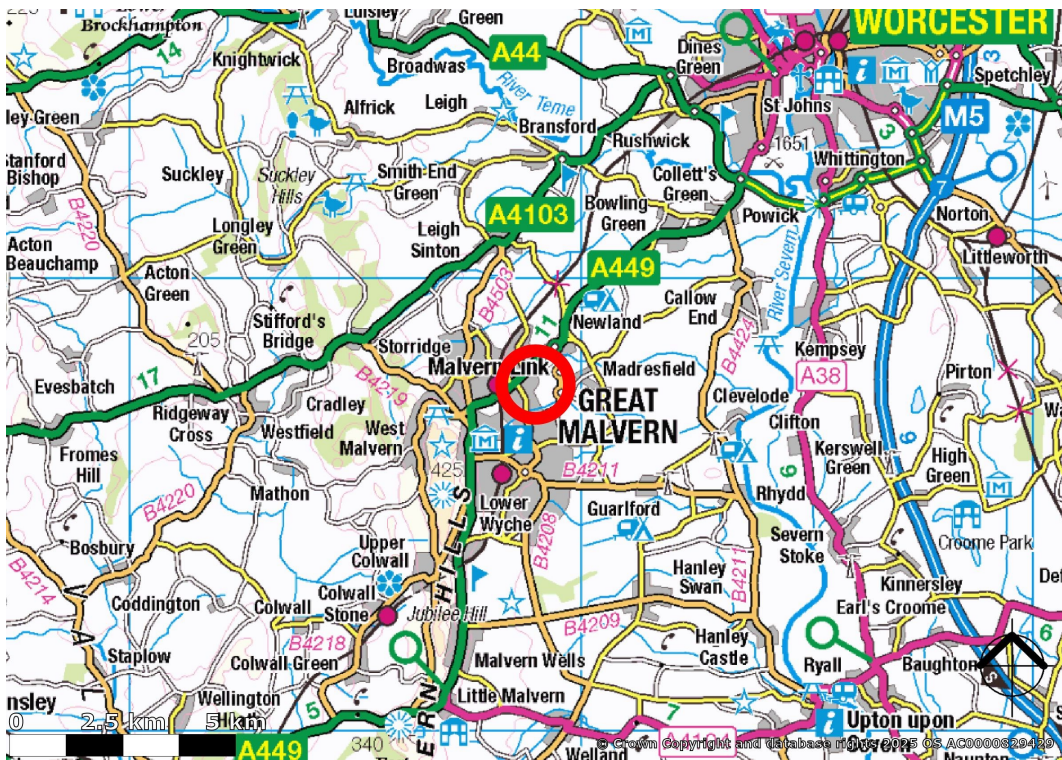 Brockhampton
14
Knightwick
Green
Broadwas
A44
Dines
Green
WORCESTER
Spetchley
3
River Teme
Alfrick
Leigh
Bransford
St Johns
M5
Rushwick
1651
3
Whittington
Stanford
Bishop
Suckley
Suckley
Hills
Smith End
Green
Collett's
Green
7
B4220
Longley
Green
A4103
Bowling
Green
Powick
Norton
Acton
Beauchamp
Leigh
Sinton
A449
Littleworth
Acton
Green
B4503
River Severn
Callow
End
Stifford's
Bridge
11
Newland
B4424
205
Storridge
Kempsey
Malvern Link
Madresfield
A38
Pirton
Evesbatch
17
B4219
Cradley
GREAT
MALVERN
Clevelode
Clifton
6
Ridgeway
Cross
Westfield
West
Malvern
Fromes
Hill
425
Kerswell
Green
High
Green
B4211
6
Mathon
B4220
Lower
Wyche
Guarlford
Rhydd
Bosbury
B4208
Severn
Stoke
Croome Park
Upper
Colwall
HILLS
B4214
Hanley
Swan
B4211
Kinnersley
Coddington
Colwall
Colwall
Stone
Jubilee Hill
Earl's Croome
B4218
B4209
Hanley
Castle
6
Staplow
Colwall Green
Malvern Wells
Ryall
Baughton
Wellington
Little Malvern
0 2.5 km 5 km
5
7
Upton upon
Severn
A449
340
A4104
Welland
© Crown Copyright and database rights 2025 OS AC0000829429